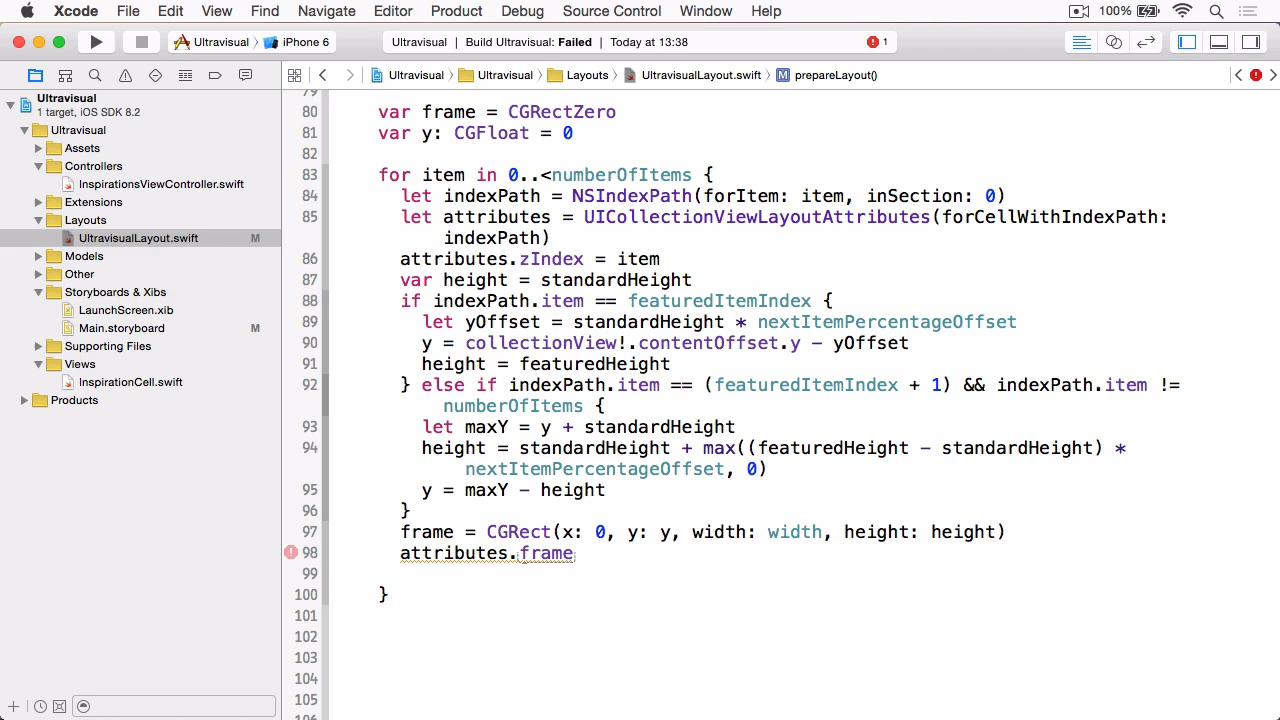 Xcode File Edit View Find Navigate Editor Product Debug Source Control Window Help 100%
Ultravisual iPhone 6 Ultravisual | Build Ultravisual: Failed | Today at 13:38 1
Ultravisual Ultravisual Layouts UltravisualLayout.swift M prepareLayout()
Ultravisual
1 target, iOS SDK 8.2
Ultravisual
Assets
Controllers
InspirationsViewController.swift
Extensions
Layouts
UltravisualLayout.swift M
Models
Other
Storyboards & Xibs
LaunchScreen.xib
Main.storyboard M
Supporting Files
Views
InspirationCell.swift
Products
79
80 var frame = CGRectZero
81 var y: CGFloat = 0
82
83 for item in 0..<numberOfItems {
84 let indexPath = NSIndexPath(forItem: item, inSection: 0)
85 let attributes = UICollectionViewLayoutAttributes(forCellWithIndexPath:
indexPath)
86 attributes.zIndex = item
87 var height = standardHeight
88 if indexPath.item == featuredItemIndex {
89 let yOffset = standardHeight * nextItemPercentageOffset
90 y = collectionView!.contentOffset.y - yOffset
91 height = featuredHeight
92 } else if indexPath.item == (featuredItemIndex + 1) && indexPath.item !=
numberOfItems {
93 let maxY = y + standardHeight
94 height = standardHeight + max((featuredHeight - standardHeight) *
nextItemPercentageOffset, 0)
95 y = maxY - height
96 }
97 frame = CGRect(x: 0, y: y, width: width, height: height)
98 attributes.frame
99
100 }
101
102
103
104
105
106